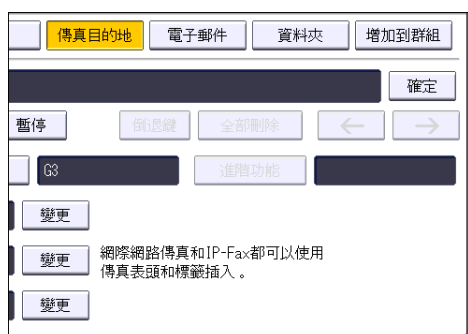 傳真目的地 電子郵件 資料夾 增加到群組
確定
暫停 倒退鍵 全部刪除 ← →
G3 進階功能
變更
變更 網際網路傳真和IP-Fax都可以使用
傳真表頭和標籤插入。
變更